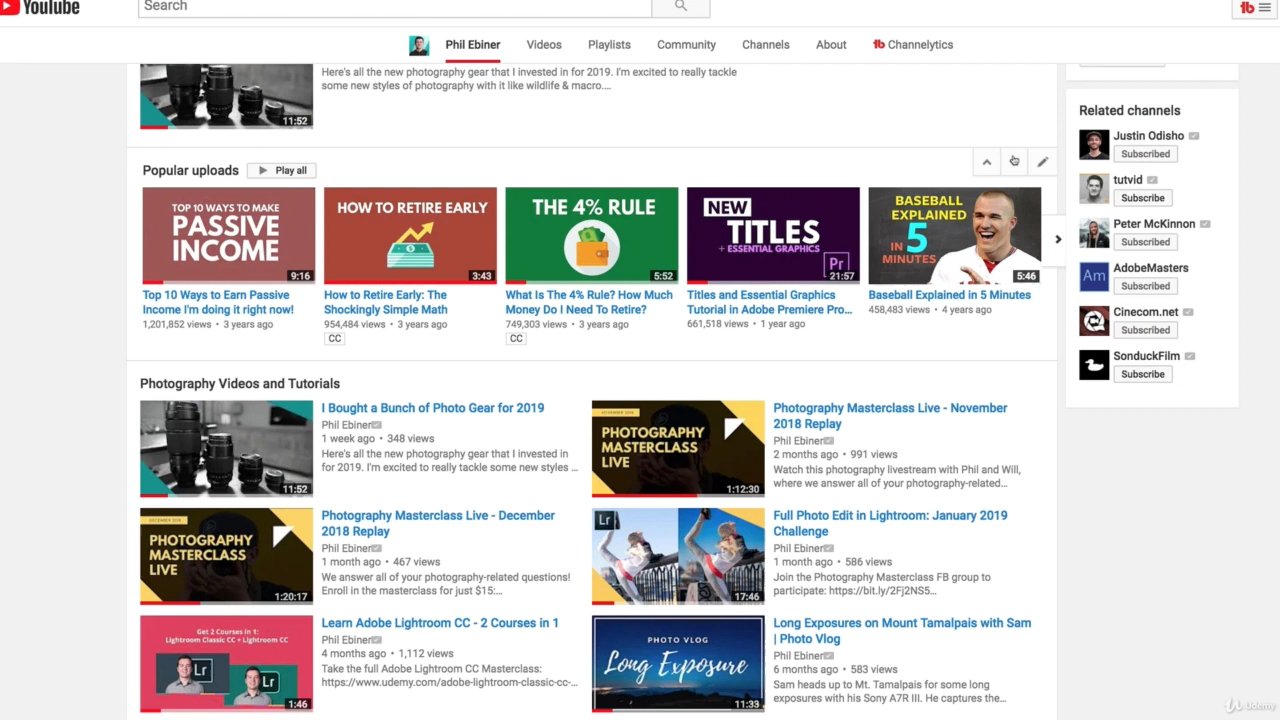 YouTube
Search
tb
Phil Ebiner
Videos
Playlists
Community
Channels
About
tb Channelytics
Here's all the new photography gear that I invested in for 2019. I'm excited to really tackle
some new styles of photography with it like wildlife & macro....
11:52
Popular uploads
Play all
TOP 10 WAYS TO MAKE
PASSIVE
INCOME
9:16
Top 10 Ways to Earn Passive
Income I'm doing it right now!
1,201,852 views • 3 years ago
HOW TO RETIRE EARLY
3:43
How to Retire Early: The
Shockingly Simple Math
954,484 views • 3 years ago
CC
THE 4% RULE
5:52
What Is The 4% Rule? How Much
Money Do I Need To Retire?
749,303 views • 3 years ago
CC
NEW
TITLES
+ ESSENTIAL GRAPHICS
Pr
21:57
Titles and Essential Graphics
Tutorial in Adobe Premiere Pro...
661,518 views • 1 year ago
BASEBALL
EXPLAINED
IN 5
MINUTES
5:46
Baseball Explained in 5 Minutes
458,483 views • 4 years ago
Photography Videos and Tutorials
11:52
I Bought a Bunch of Photo Gear for 2019
Phil Ebiner
1 week ago • 348 views
Here's all the new photography gear that I invested in
for 2019. I'm excited to really tackle some new styles ...
NOVEMBER 2018
PHOTOGRAPHY
MASTERCLASS
LIVE
1:12:30
Photography Masterclass Live - November
2018 Replay
Phil Ebiner
2 months ago • 991 views
Watch this photography livestream with Phil and Will,
where we answer all of your photography-related...
DECEMBER 2018
PHOTOGRAPHY
MASTERCLASS
LIVE
1:20:17
Photography Masterclass Live - December
2018 Replay
Phil Ebiner
1 month ago • 467 views
We answer all of your photography-related questions!
Enroll in the masterclass for just $15:...
Lr
17:46
Full Photo Edit in Lightroom: January 2019
Challenge
Phil Ebiner
1 month ago • 586 views
Join the Photography Masterclass FB group to
participate: https://bit.ly/2Fj2NS5...
Get 2 Courses in 1:
Lightroom Classic CC + Lightroom CC
Lr
Lr
1:46
Learn Adobe Lightroom CC - 2 Courses in 1
Phil Ebiner
4 months ago • 1,112 views
Take the full Adobe Lightroom CC Masterclass:
https://www.udemy.com/adobe-lightroom-classic-cc-...
PHOTO VLOG
Long Exposure
11:33
Long Exposures on Mount Tamalpais with Sam
| Photo Vlog
Phil Ebiner
6 months ago • 583 views
Sam heads up to Mt. Tamalpais for some long
exposures with his Sony A7R III. He captures the...
Related channels
Justin Odisho
Subscribed
tutvid
Subscribe
Peter McKinnon
Subscribed
Am
AdobeMasters
Subscribed
Cinecom.net
Subscribed
SonduckFilm
Subscribe
Udemy